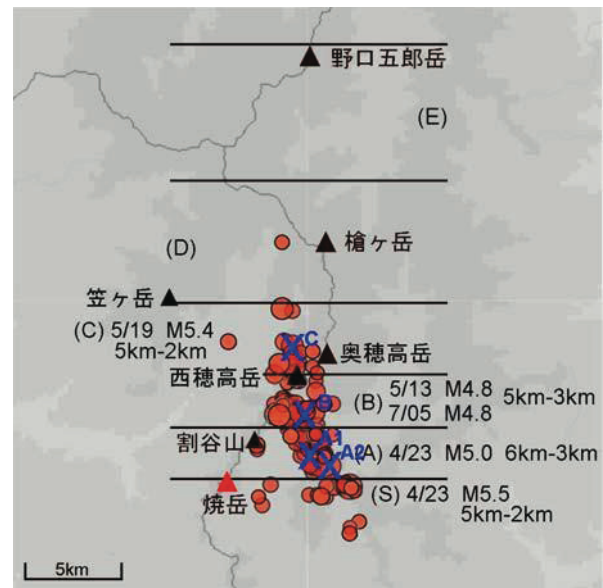 野口五郎岳
(E)
槍ヶ岳
(D)
笠ヶ岳
(C) 5/19 M5.4
5km-2km
C
奥穂高岳
西穂高岳
B
(B) 5/13 M4.8
7/05 M4.8
5km-3km
割谷山
A1
A2
(A) 4/23 M5.0 6km-3km
焼岳
(S) 4/23 M5.5
5km-2km
5km